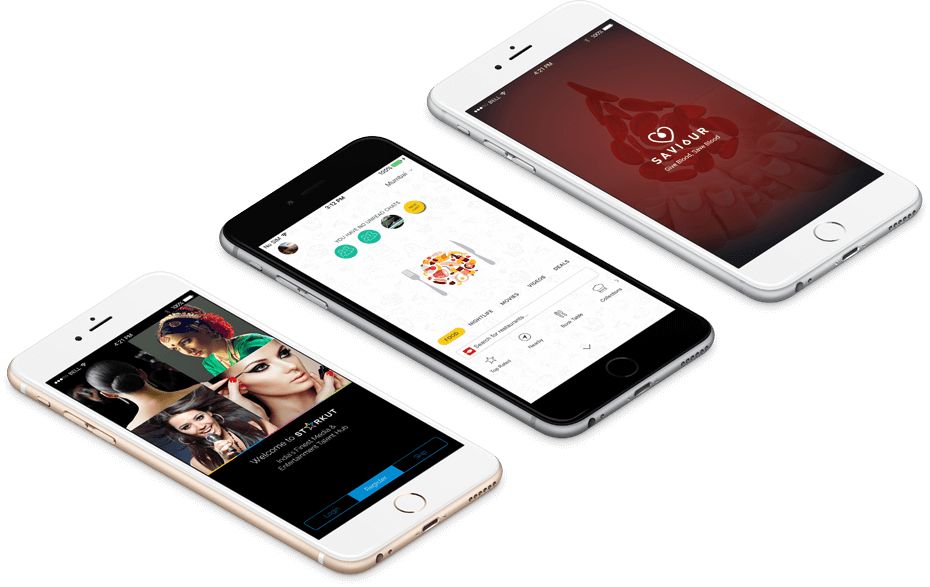 BELL
4:21 PM
100%
Welcome to STARKUT
India's Finest Media &
Entertainment Talent Hub
Login
Register
Skip
No SIM
3:12 PM
100%
Mumbai
YOU HAVE NO UNREAD CHATS
FOOD
NIGHTLIFE
MOVIES
VIDEOS
DEALS
Search for restaurants...
Top Rated
Nearby
Book Table
Collections
BELL
4:21 PM
100%
SAVIOUR
Give Blood, Save Blood